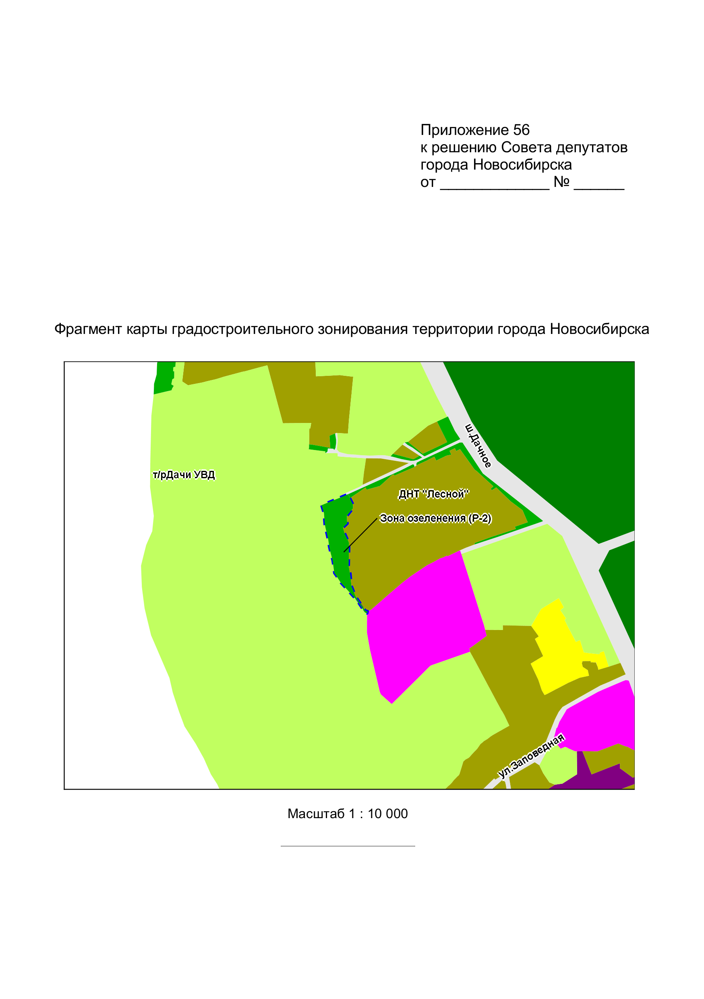 Приложение 56
к решению Совета депутатов
города Новосибирска
от _____________ № ______
Фрагмент карты градостроительного зонирования территории города Новосибирска
ш.Дачное
т/рДачи УВД
ДНТ "Лесной"
Зона озеленения (Р-2)
ул.Заповедная
Масштаб 1 : 10 000